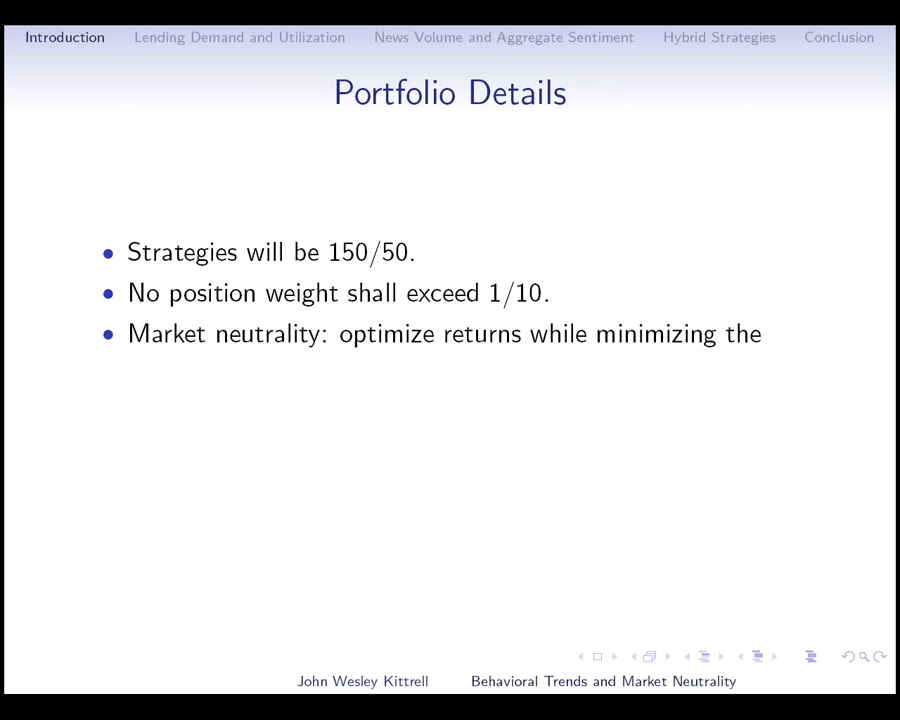 Introduction Lending Demand and Utilization News Volume and Aggregate Sentiment Hybrid Strategies Conclusion
Portfolio Details
• Strategies will be 150/50.
• No position weight shall exceed 1/10.
• Market neutrality: optimize returns while minimizing the
John Wesley Kittrell Behavioral Trends and Market Neutrality